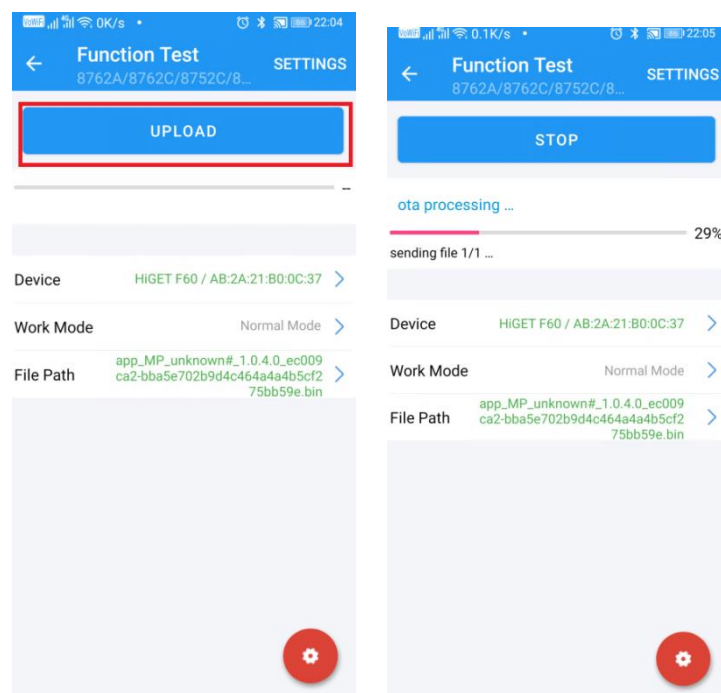 VoWiFi 0K/s • 22:04
Function Test
8762A/8762C/8752C/8...
SETTINGS
UPLOAD
--
Device HiGET F60 / AB:2A:21:B0:0C:37
Work Mode Normal Mode
File Path app_MP_unknown#_1.0.4.0_ec009
ca2-bba5e702b9d4c464a4a4b5cf2
75bb59e.bin
VoWiFi 0.1K/s • 22:05
Function Test
8762A/8762C/8752C/8...
SETTINGS
STOP
ota processing ...
29%
sending file 1/1 ...
Device HiGET F60 / AB:2A:21:B0:0C:37
Work Mode Normal Mode
File Path app_MP_unknown#_1.0.4.0_ec009
ca2-bba5e702b9d4c464a4a4b5cf2
75bb59e.bin